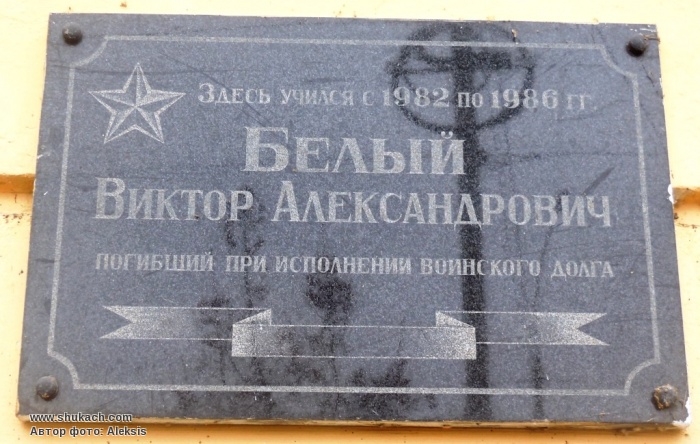 Здесь учился с 1982 по 1986 гг.
Белый
Виктор Александрович
погибший при исполнении воинского долга
www.shukach.com
Автор фото: Aleksis